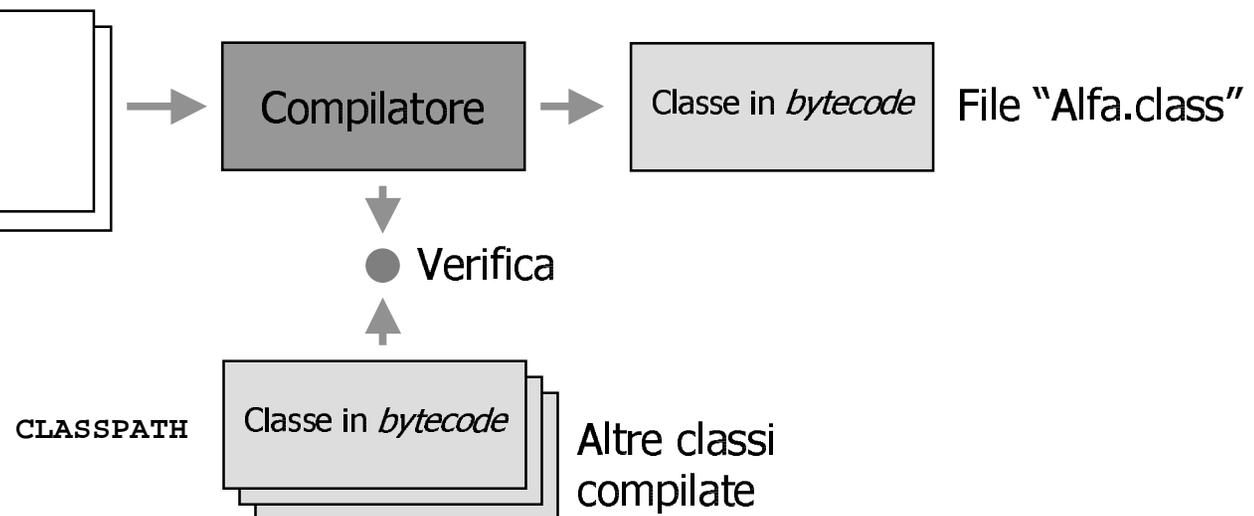 Compilatore
Classe in bytecode
File “Alfa.class”
Verifica
CLASSPATH
Classe in bytecode
Altre classi
compilate